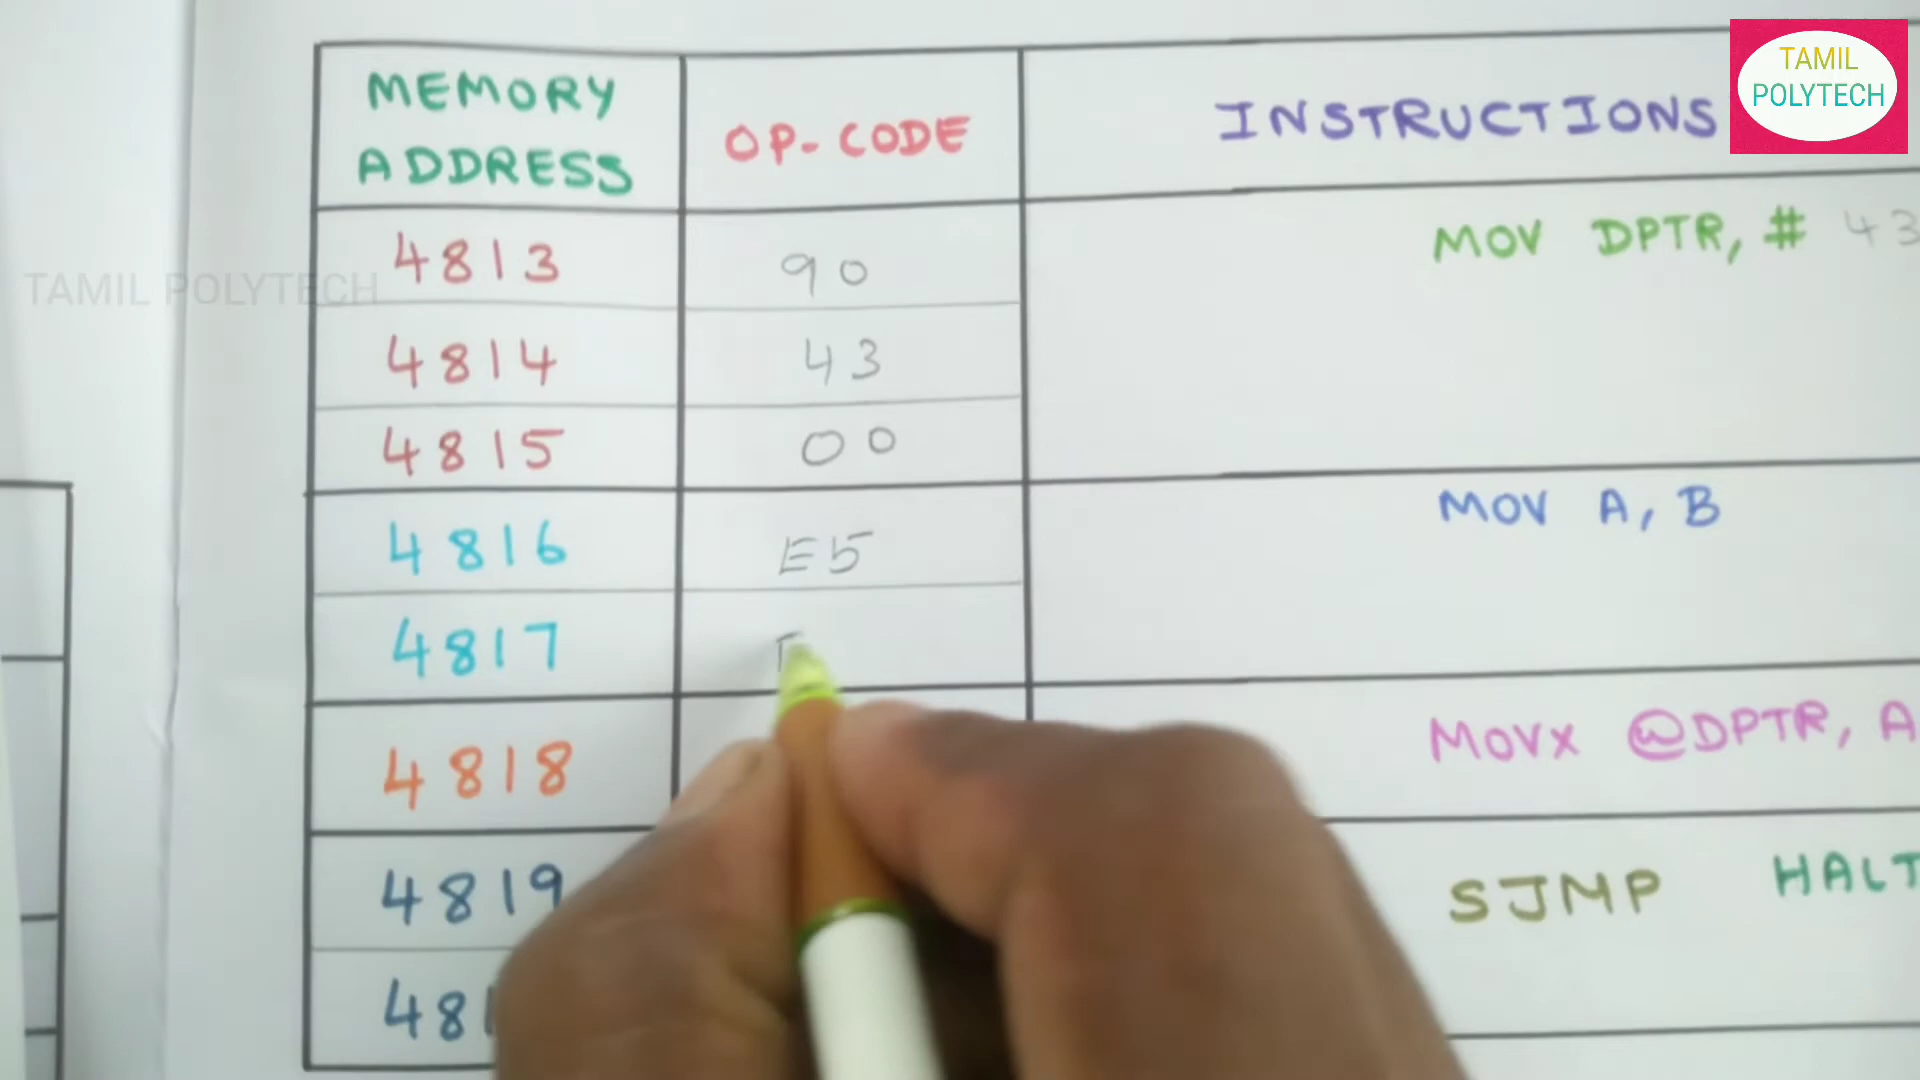 MEMORY ADDRESS OP-CODE INSTRUCTIONS
TAMIL
POLYTECH
4813 90 MOV DPTR, # 43
TAMIL POLYTECH
4814 43
4815 00
4816 E5 MOV A, B
4817
4818 MOVX @DPTR, A
4819 SJMP HALT